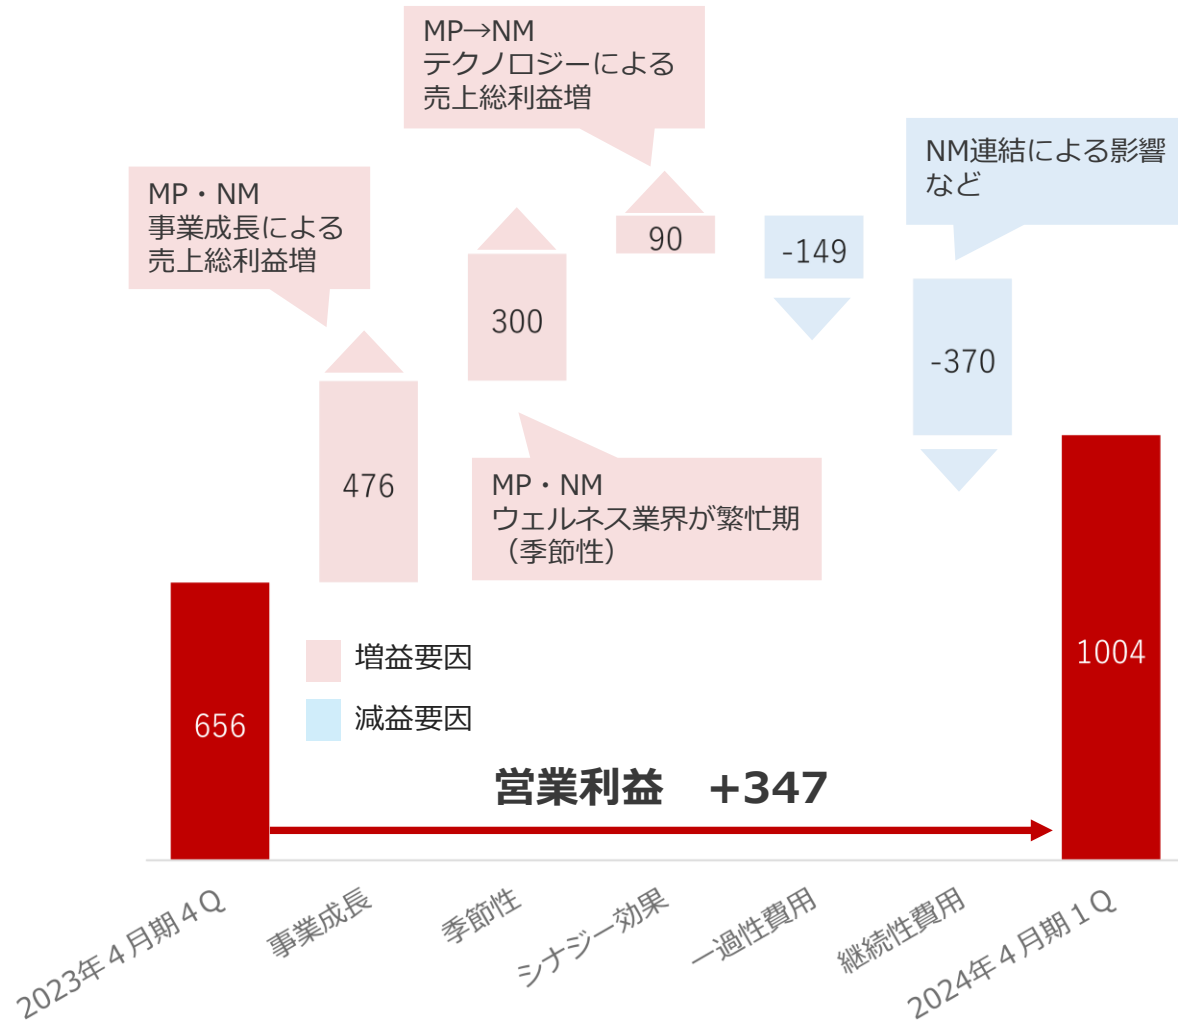 MP→NM
テクノロジーによる
売上総利益増
NM連結による影響
など
MP・NM
事業成長による
売上総利益増
90
-149
300
-370
476
MP・NM
ウェルネス業界が繁忙期
（季節性）
増益要因
減益要因
656
1004
営業利益　+347
2023年４月期４Q
事業成長
季節性
シナジー効果
一過性費用
継続性費用
2024年４月期１Q